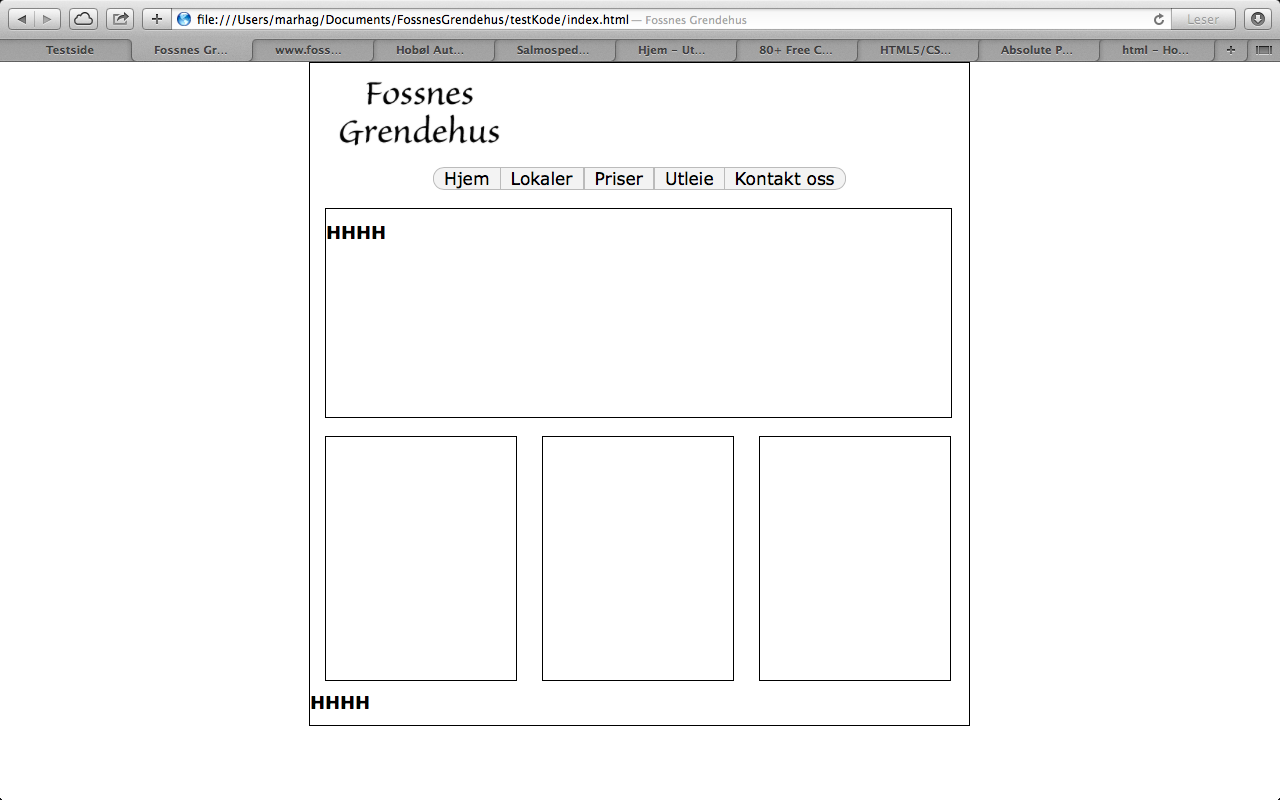 file:///Users/marhag/Documents/FossnesGrendehus/testKode/index.html — Fossnes Grendehus
Leser
Testside Fossnes Gr... www.foss... Hobøl Aut... Salmosped... Hjem – Ut... 80+ Free C... HTML5/CS... Absolute P... html – Ho...
Fossnes
Grendehus
Hjem Lokaler Priser Utleie Kontakt oss
HHHH
HHHH